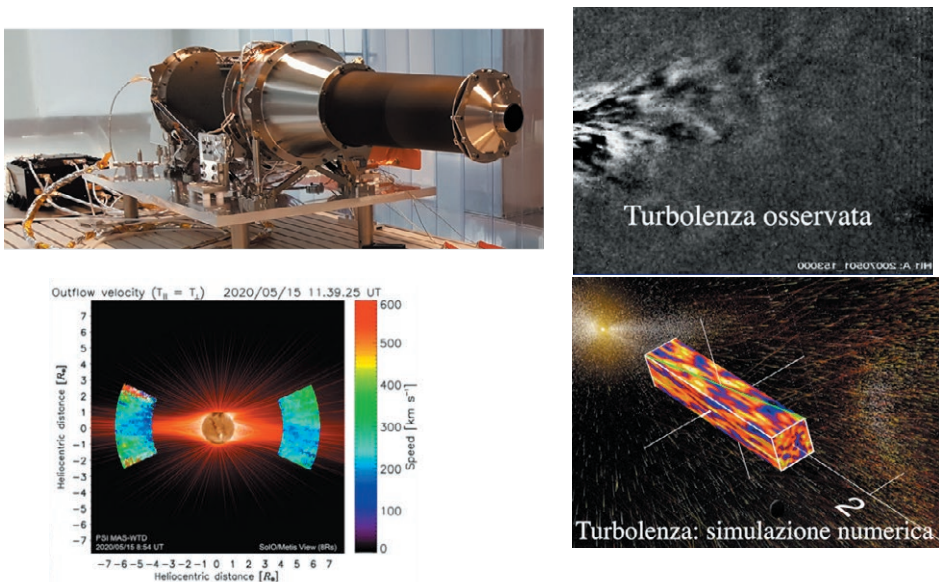 Turbolenza osservata
HI1 A: 20070501_153000
Outflow velocity (T∥ = T⊥) 2020/05/15 11.39.25 UT
600
500
400
300
200
100
0
Speed [km s⁻¹]
Heliocentric distance [R⊙]
7
6
5
4
3
2
1
0
-1
-2
-3
-4
-5
-6
-7
PSI MAS-WTD
2020/05/15 8:54 UT
SolO/Metis View (8Rs)
-7 -6 -5 -4 -3 -2 -1 0 1 2 3 4 5 6 7
Heliocentric distance [R⊙]
2
Turbolenza: simulazione numerica